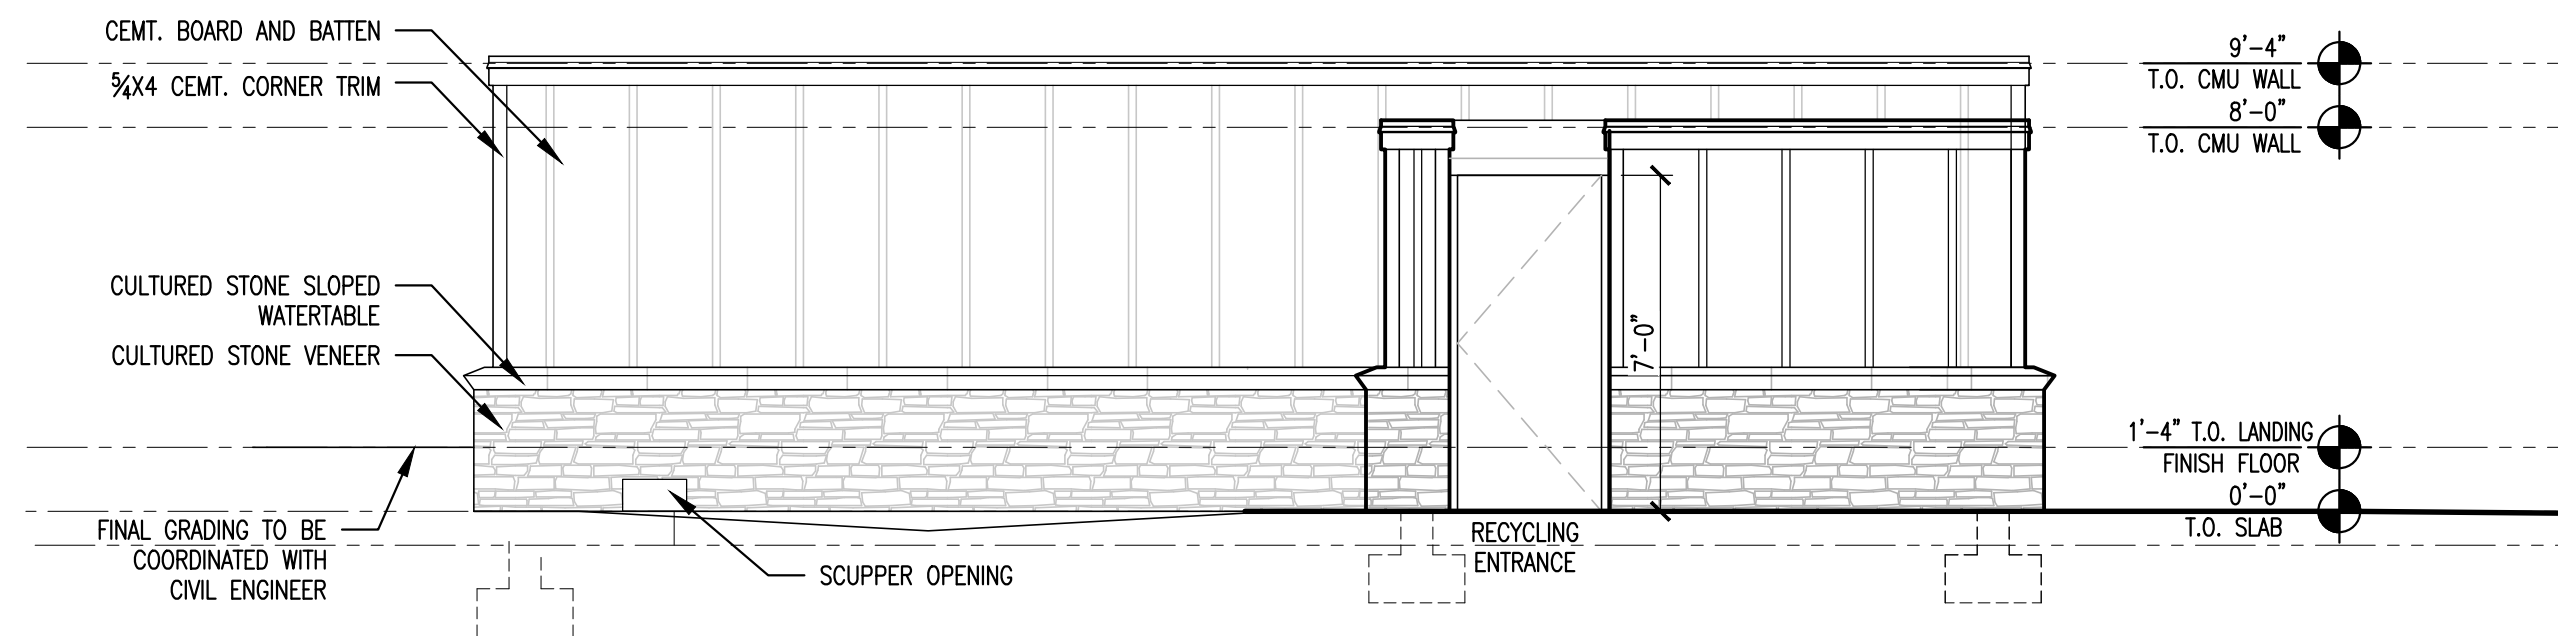 CEMT. BOARD AND BATTEN
5/4X4 CEMT. CORNER TRIM
CULTURED STONE SLOPED
WATERTABLE
CULTURED STONE VENEER
FINAL GRADING TO BE
COORDINATED WITH
CIVIL ENGINEER
SCUPPER OPENING
RECYCLING
ENTRANCE
7'-0"
9'-4"
T.O. CMU WALL
8'-0"
T.O. CMU WALL
1'-4" T.O. LANDING
FINISH FLOOR
0'-0"
T.O. SLAB